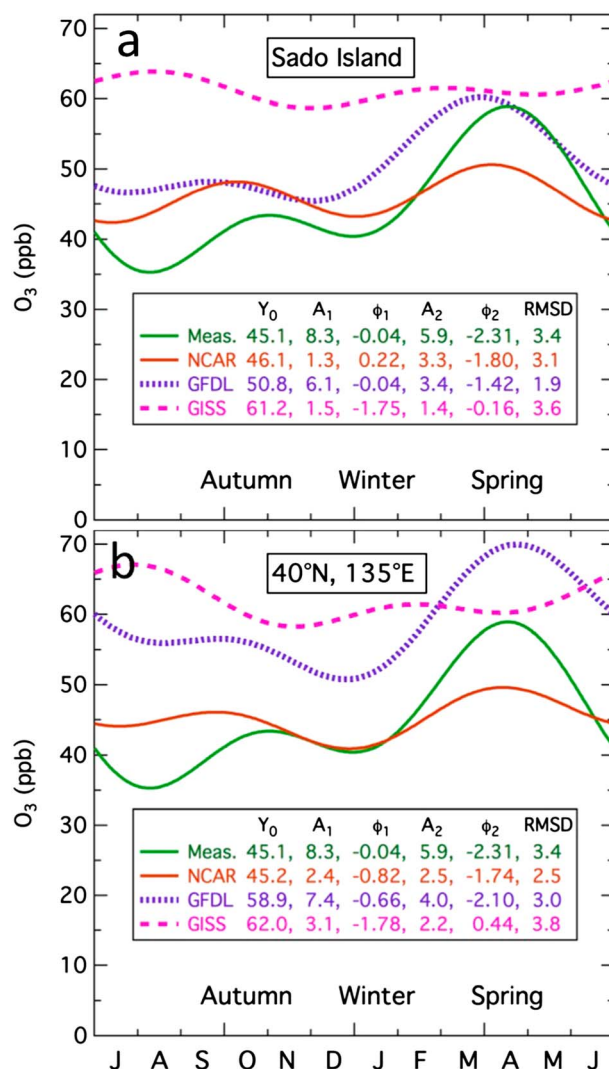 a
Sado Island
70
60
50
40
30
20
10
0
O₃ (ppb)
Y₀ A₁ ϕ₁ A₂ ϕ₂ RMSD
Meas. 45.1, 8.3, -0.04, 5.9, -2.31, 3.4
NCAR 46.1, 1.3, 0.22, 3.3, -1.80, 3.1
GFDL 50.8, 6.1, -0.04, 3.4, -1.42, 1.9
GISS 61.2, 1.5, -1.75, 1.4, -0.16, 3.6
Autumn Winter Spring
b
40°N, 135°E
70
60
50
40
30
20
10
0
O₃ (ppb)
Y₀ A₁ ϕ₁ A₂ ϕ₂ RMSD
Meas. 45.1, 8.3, -0.04, 5.9, -2.31, 3.4
NCAR 45.2, 2.4, -0.82, 2.5, -1.74, 2.5
GFDL 58.9, 7.4, -0.66, 4.0, -2.10, 3.0
GISS 62.0, 3.1, -1.78, 2.2, 0.44, 3.8
Autumn Winter Spring
J A S O N D J F M A M J